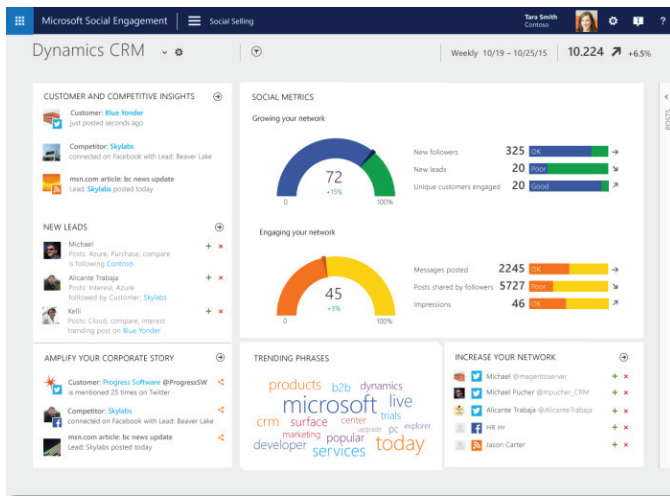 Microsoft Social Engagement
Social Selling
Tara Smith
Contoso
?
Dynamics CRM
Weekly 10/19 – 10/25/15
10.224
+6.5%
POSTS
CUSTOMER AND COMPETITIVE INSIGHTS
Customer: Blue Yonder
just posted seconds ago
Competitor: Skylabs
connected on Facebook with Lead: Beaver Lake
msn.com article: bc news update
Lead: Skylabs posted today
NEW LEADS
Michael
Posts: Azure, Purchase, compare
is following Contoso
Alicante Trabaja
Posts: Interest, Azure
followed by Customer: Skylabs
Kelli
Posts: Cloud, compare, interest
trending post on Blue Yonder
SOCIAL METRICS
Growing your network
72
+15%
0
100%
New followers 325 OK
New leads 20 Poor
Unique customers engaged 20 Good
Engaging your network
45
+3%
0
100%
Messages posted 2245 OK
Posts shared by followers 5727 Poor
Impressions 46 OK
AMPLIFY YOUR CORPORATE STORY
Customer: Progress Software @ProgressSW
is mentioned 25 times on Twitter
Competitor: Skylabs
connected on Facebook with Lead: Beaver Lake
msn.com article: bc news update
Lead: Skylabs posted today
TRENDING PHRASES
products b2b dynamics
microsoft live
crm surface center trials
upgrade pc explorer
marketing popular
developer services today
INCREASE YOUR NETWORK
Michael @magentoserver
Michael Pucher @mpucher_CRM
Alicante Trabaja @AlicanteTrabaja
HR Hr
Jason Carter